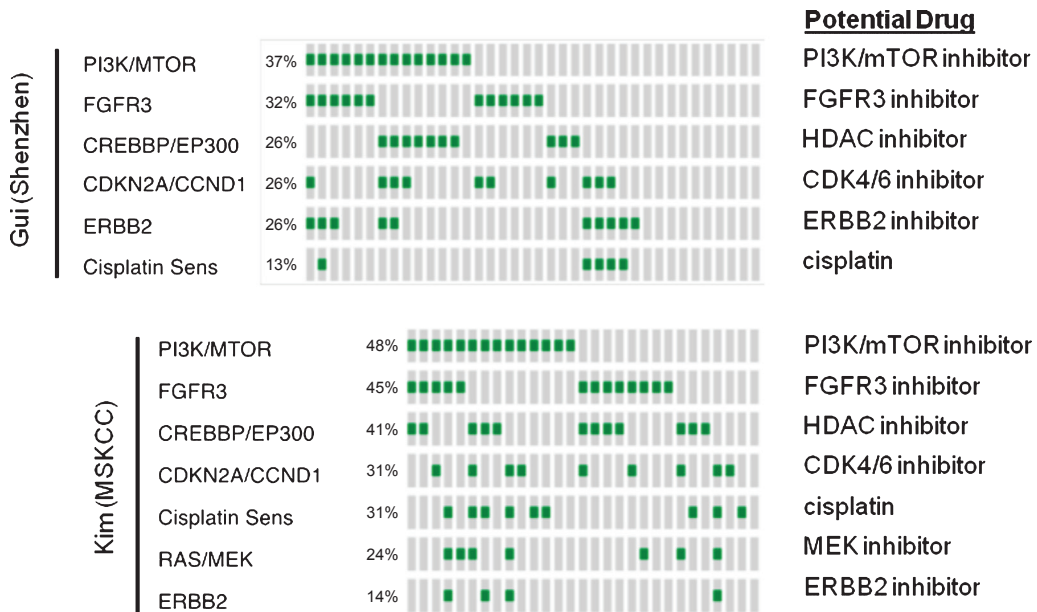 Potential Drug
Gui (Shenzhen)
PI3K/MTOR 37% PI3K/mTOR inhibitor
FGFR3 32% FGFR3 inhibitor
CREBBP/EP300 26% HDAC inhibitor
CDKN2A/CCND1 26% CDK4/6 inhibitor
ERBB2 26% ERBB2 inhibitor
Cisplatin Sens 13% cisplatin
Kim (MSKCC)
PI3K/MTOR 48% PI3K/mTOR inhibitor
FGFR3 45% FGFR3 inhibitor
CREBBP/EP300 41% HDAC inhibitor
CDKN2A/CCND1 31% CDK4/6 inhibitor
Cisplatin Sens 31% cisplatin
RAS/MEK 24% MEK inhibitor
ERBB2 14% ERBB2 inhibitor